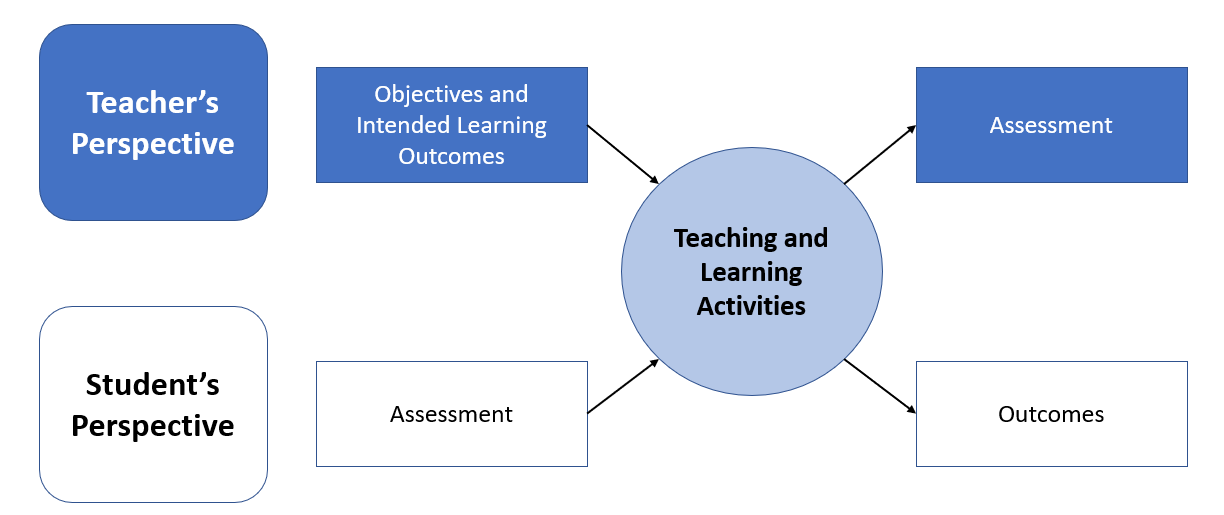 Teacher’s
Perspective
Objectives and
Intended Learning
Outcomes
Assessment
Teaching and
Learning
Activities
Student’s
Perspective
Assessment
Outcomes